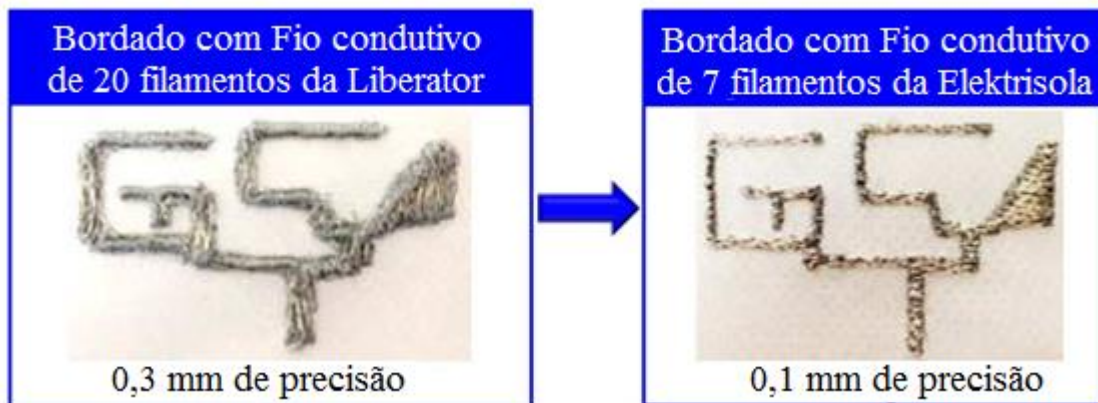 Bordado com Fio condutivo
de 20 filamentos da Liberator
0,3 mm de precisão
Bordado com Fio condutivo
de 7 filamentos da Elektrisola
0,1 mm de precisão